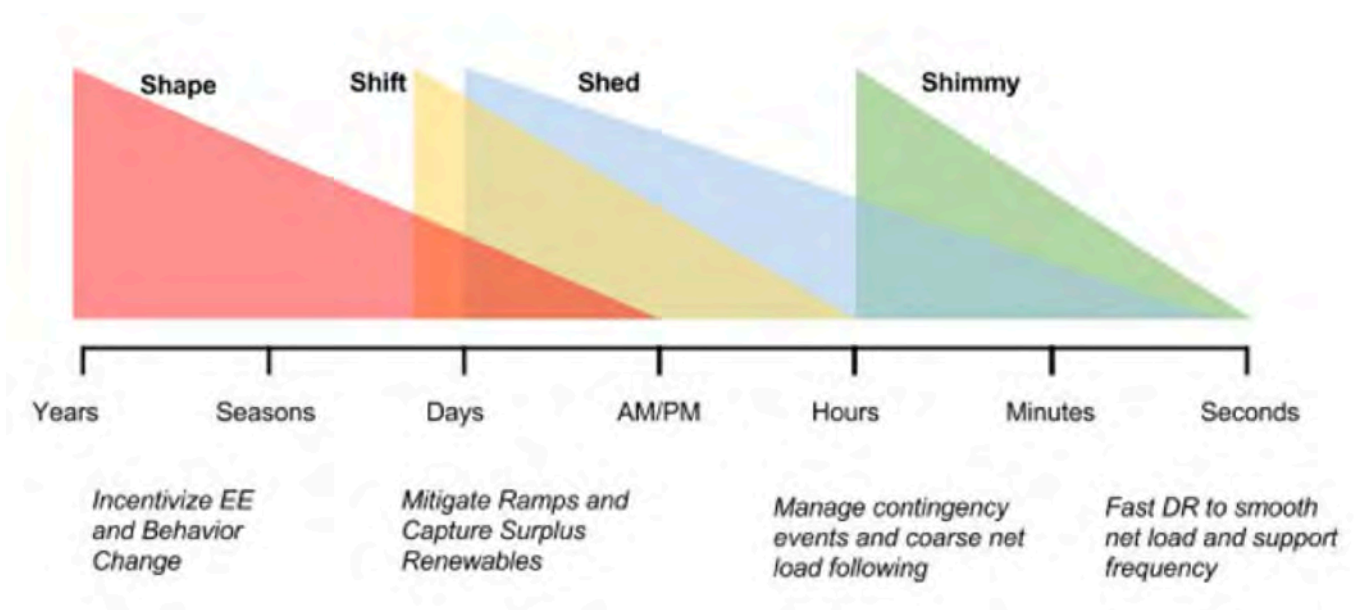 Shape Shift Shed Shimmy
Years Seasons Days AM/PM Hours Minutes Seconds
Incentivize EE
and Behavior
Change
Mitigate Ramps and
Capture Surplus
Renewables
Manage contingency
events and coarse net
load following
Fast DR to smooth
net load and support
frequency